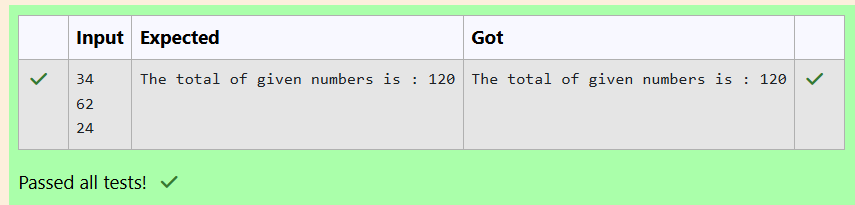 Input Expected Got
34 The total of given numbers is : 120 The total of given numbers is : 120
62
24
Passed all tests!